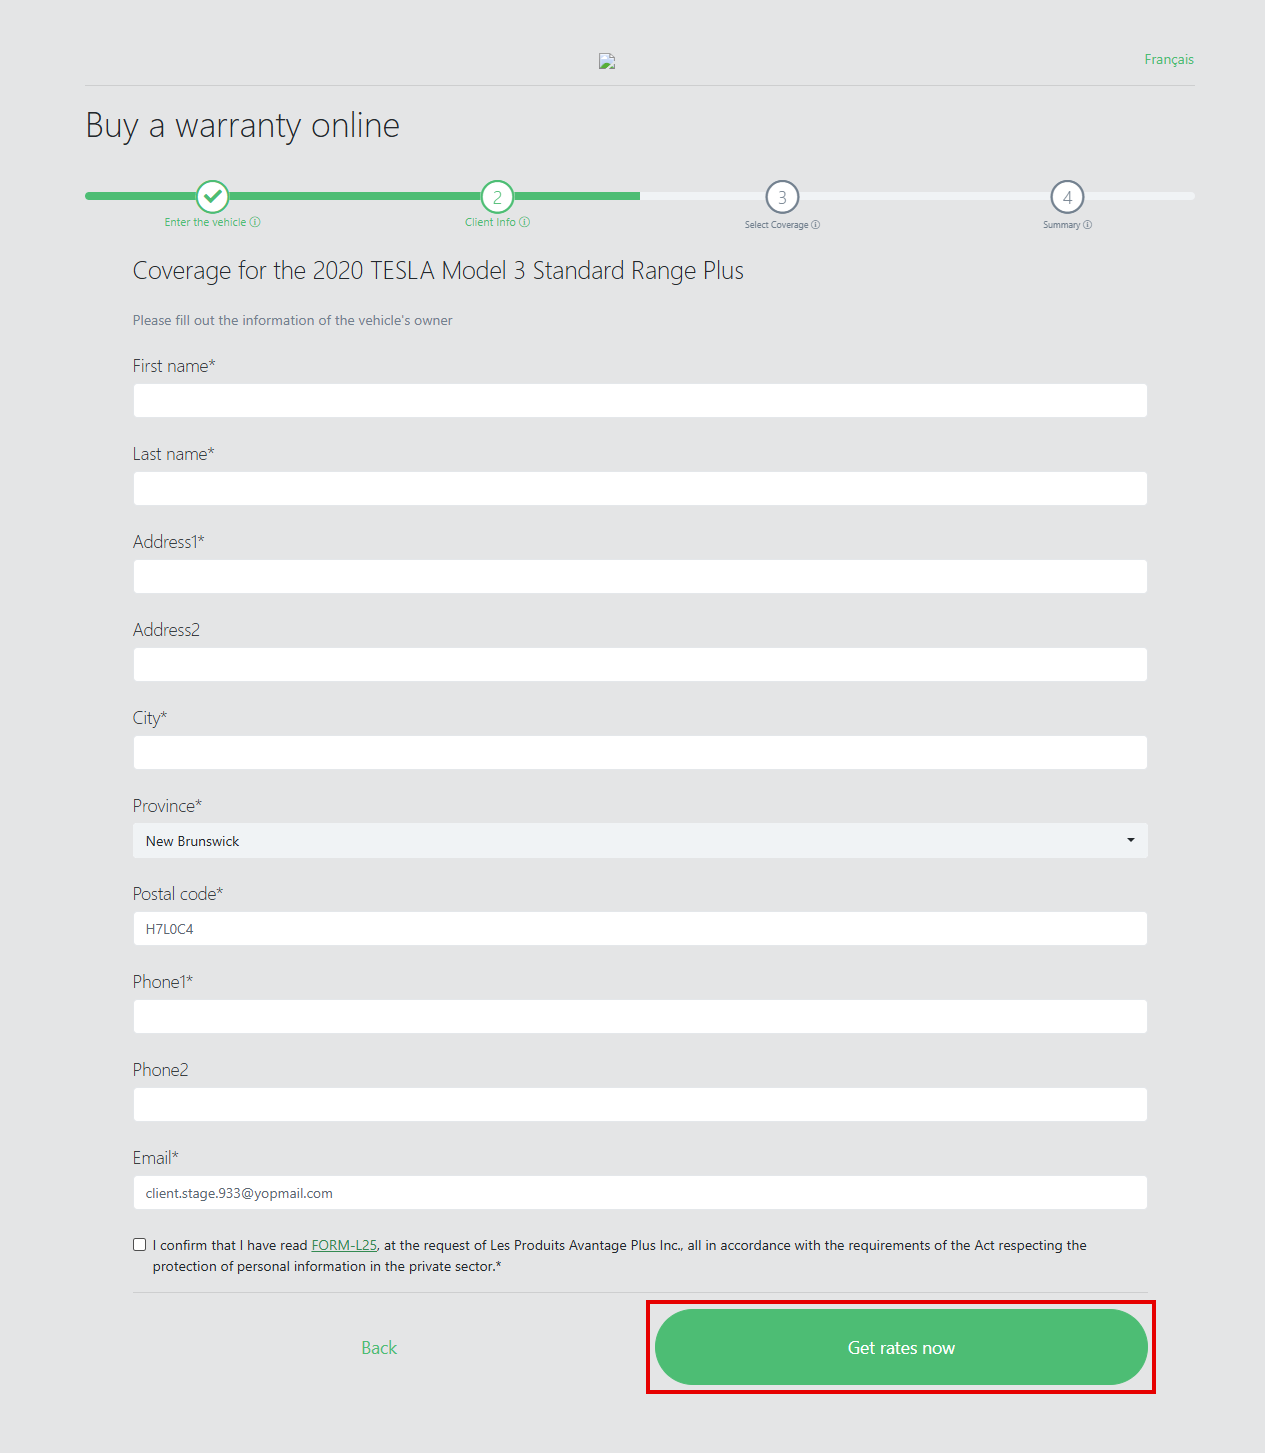 Français
Buy a warranty online
2
3
4
Enter the vehicle ⓘ
Client Info ⓘ
Select Coverage ⓘ
Summary ⓘ
Coverage for the 2020 TESLA Model 3 Standard Range Plus
Please fill out the information of the vehicle's owner
First name*
Last name*
Address1*
Address2
City*
Province*
New Brunswick
Postal code*
H7L0C4
Phone1*
Phone2
Email*
client.stage.933@yopmail.com
I confirm that I have read FORM-L25, at the request of Les Produits Avantage Plus Inc., all in accordance with the requirements of the Act respecting the
protection of personal information in the private sector.*
Back
Get rates now